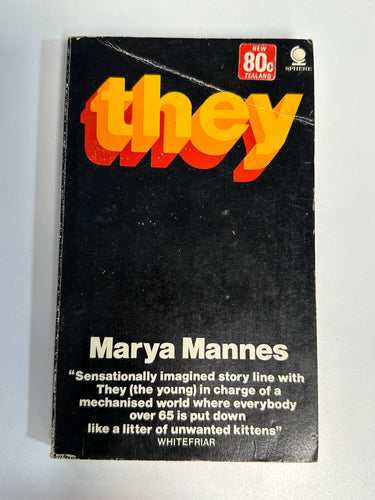 NEW
80c
ZEALAND
SPHERE
they
Marya Mannes
"Sensationally imagined story line with
They (the young) in charge of a
mechanised world where everybody
over 65 is put down
like a litter of unwanted kittens"
WHITEFRIAR